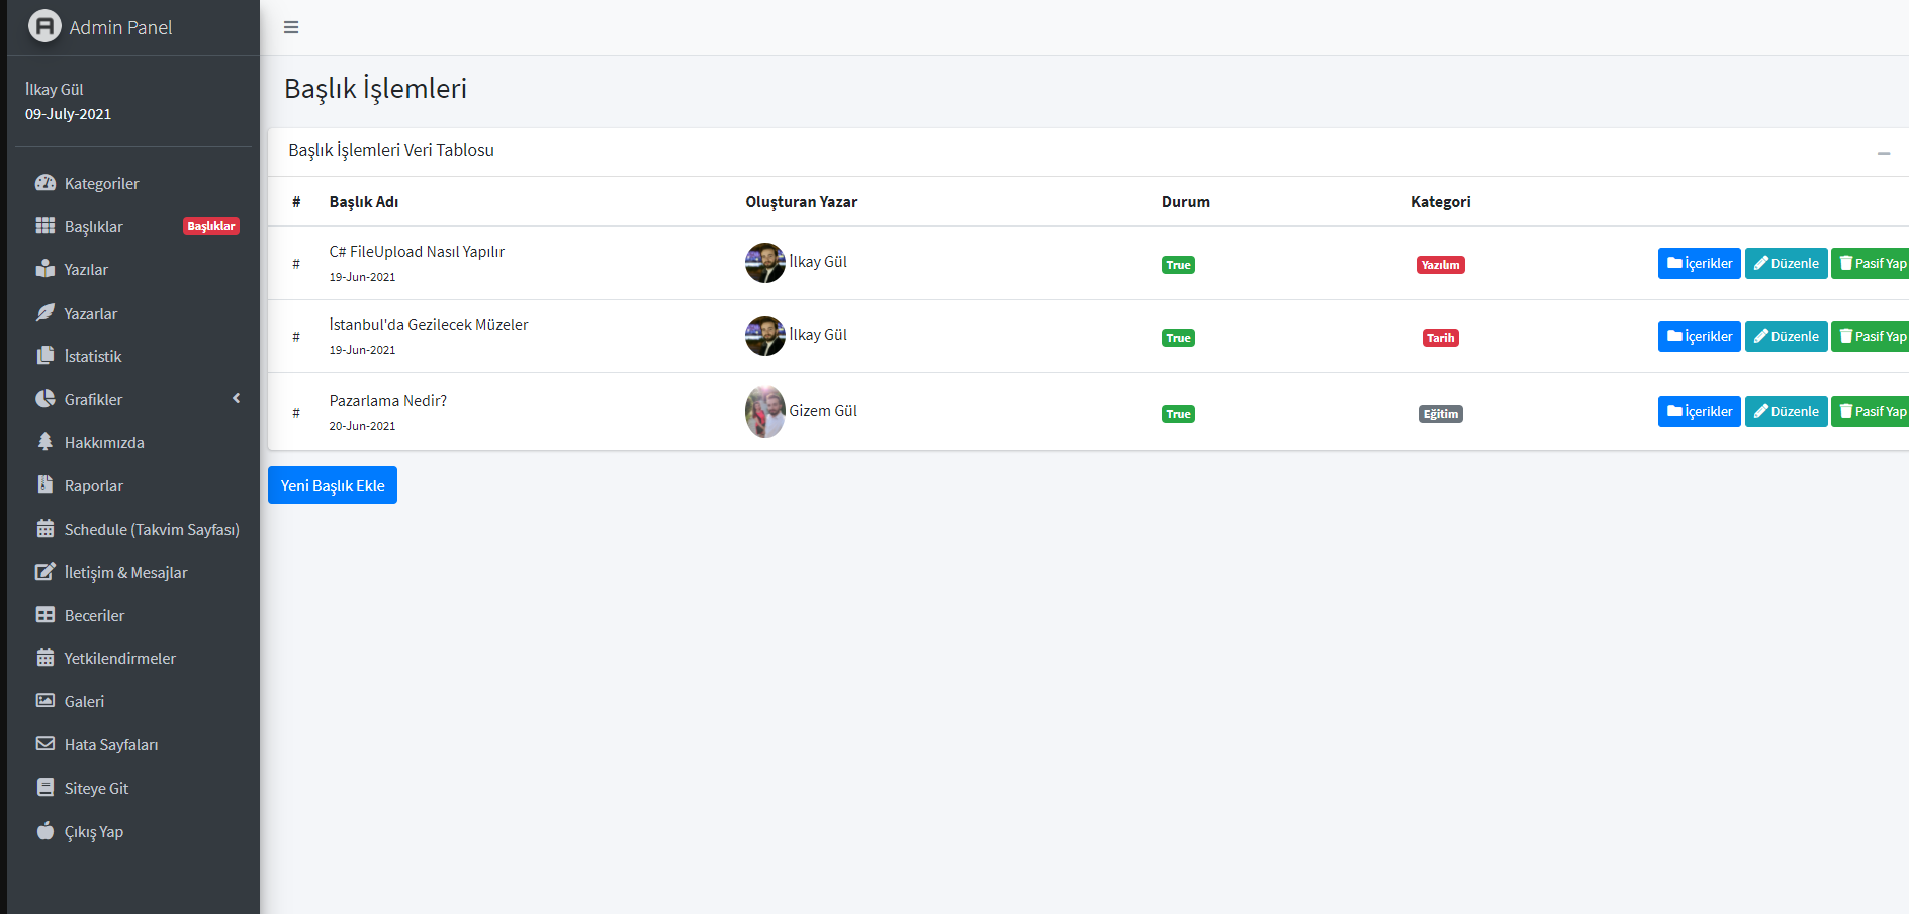 Admin Panel
İlkay Gül
09-July-2021
Kategoriler
Başlıklar Başlıklar
Yazılar
Yazarlar
İstatistik
Grafikler
Hakkımızda
Raporlar
Schedule (Takvim Sayfası)
İletişim & Mesajlar
Beceriler
Yetkilendirmeler
Galeri
Hata Sayfaları
Siteye Git
Çıkış Yap
Başlık İşlemleri
Başlık İşlemleri Veri Tablosu
# Başlık Adı Oluşturan Yazar Durum Kategori
# C# FileUpload Nasıl Yapılır İlkay Gül True Yazılım İçerikler Düzenle Pasif Yap
19-Jun-2021
# İstanbul'da Gezilecek Müzeler İlkay Gül True Tarih İçerikler Düzenle Pasif Yap
19-Jun-2021
# Pazarlama Nedir? Gizem Gül True Eğitim İçerikler Düzenle Pasif Yap
20-Jun-2021
Yeni Başlık Ekle